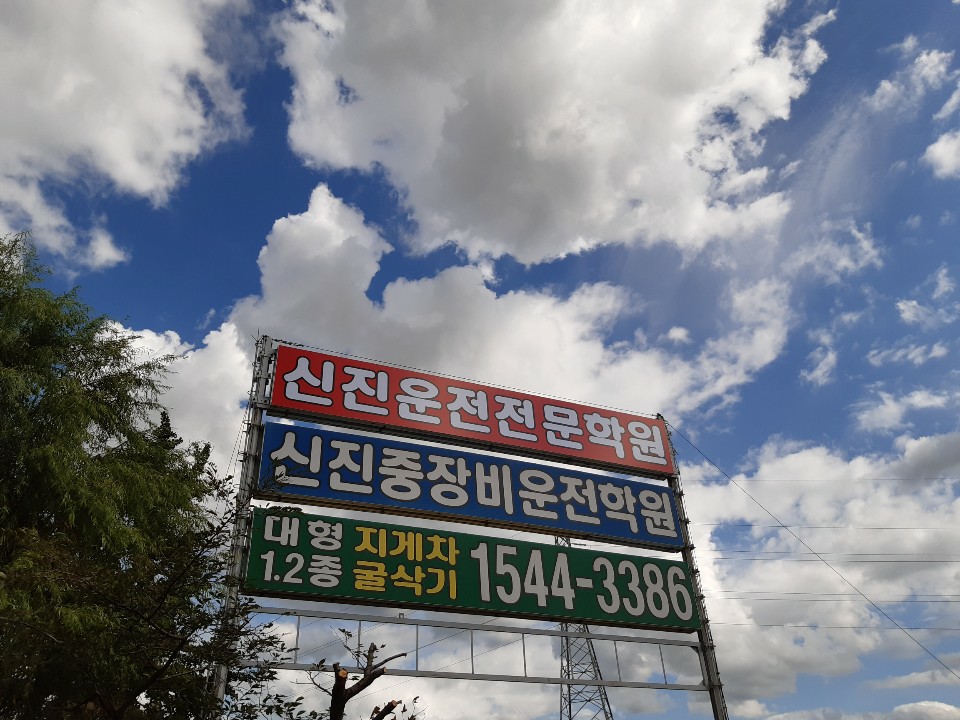 신진운전전문학원
신진중장비운전학원
대형 지게차 1544-3386
1.2종 굴삭기